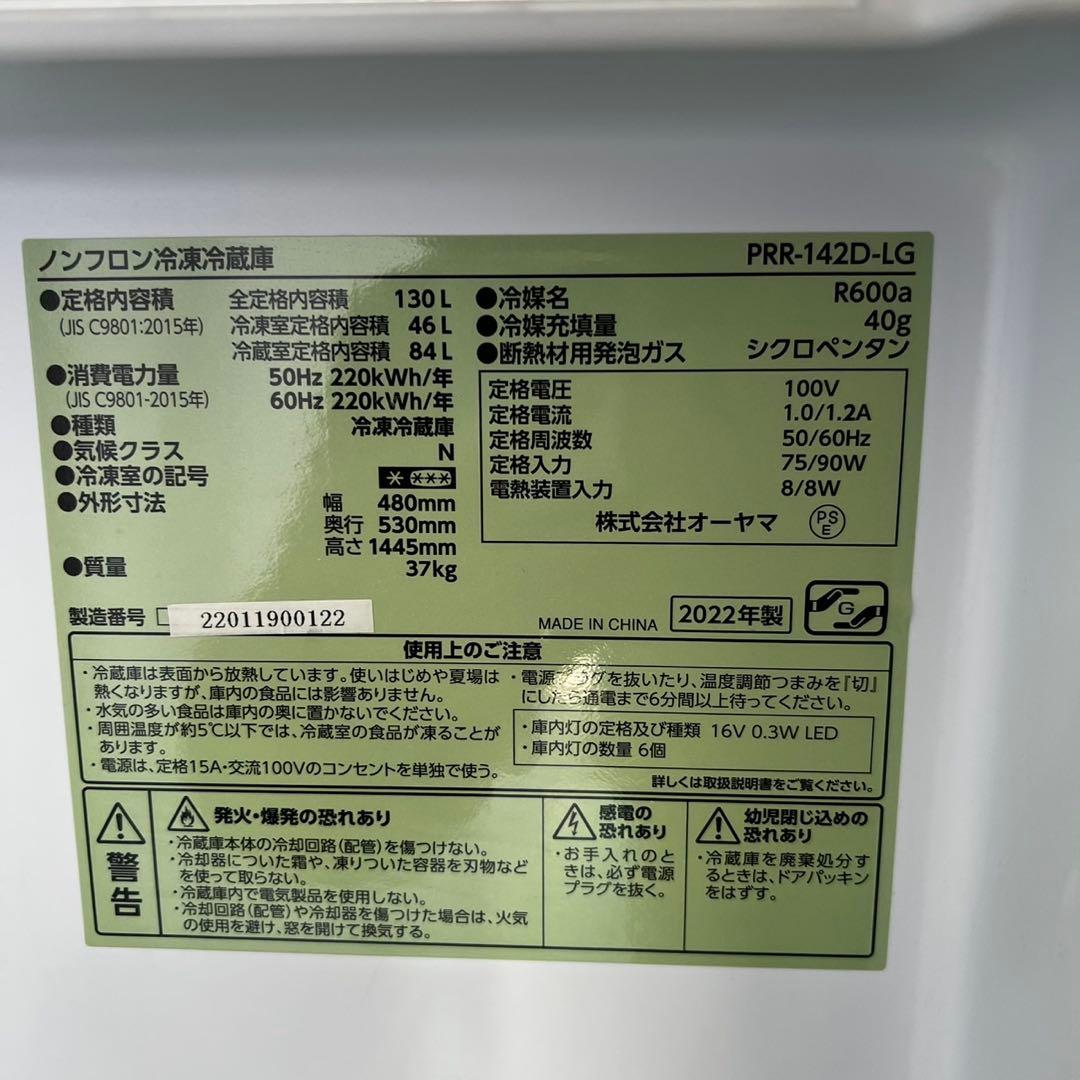 ノンフロン冷凍冷蔵庫
PRR-142D-LG
●定格内容積 全定格内容積 130 L
(JIS C9801:2015年) 冷凍室定格内容積 46 L
冷蔵室定格内容積 84 L
●消費電力量 50Hz 220kWh/年
(JIS C9801-2015年) 60Hz 220kWh/年
●種類 冷凍冷蔵庫
●気候クラス N
●冷凍室の記号 * ***
●外形寸法 幅 480mm
奥行 530mm
高さ 1445mm
●質量 37kg
●冷媒名 R600a
●冷媒充填量 40g
●断熱材用発泡ガス シクロペンタン
定格電圧 100V
定格電流 1.0/1.2A
定格周波数 50/60Hz
定格入力 75/90W
電熱装置入力 8/8W
株式会社オーヤマ PSE
製造番号 22011900122
MADE IN CHINA 2022年製 G
使用上のご注意
・冷蔵庫は表面から放熱しています。使いはじめや夏場は
熱くなりますが、庫内の食品には影響ありません。
・水気の多い食品は庫内の奥に置かないでください。
・周囲温度が約5℃以下では、冷蔵室の食品が凍ることが
あります。
・電源は、定格15A・交流100Vのコンセントを単独で使う。
・電源プラグを抜いたり、温度調節つまみを『切』
にしたら通電まで6分間以上待ってください。
・庫内灯の定格及び種類 16V 0.3W LED
・庫内灯の数量 6個
詳しくは取扱説明書をご覧ください。
警告
発火・爆発の恐れあり
・冷蔵庫本体の冷却回路(配管)を傷つけない。
・冷却器についた霜や、凍りついた容器を刃物など
を使って取らない。
・冷蔵庫内で電気製品を使用しない。
・冷却回路(配管)や冷却器を傷つけた場合は、火気
の使用を避け、窓を開けて換気する。
感電の
恐れあり
・お手入れのと
きは、必ず電源
プラグを抜く。
幼児閉じ込めの
恐れあり
・冷蔵庫を廃棄処分す
るときは、ドアパッキン
をはずす。